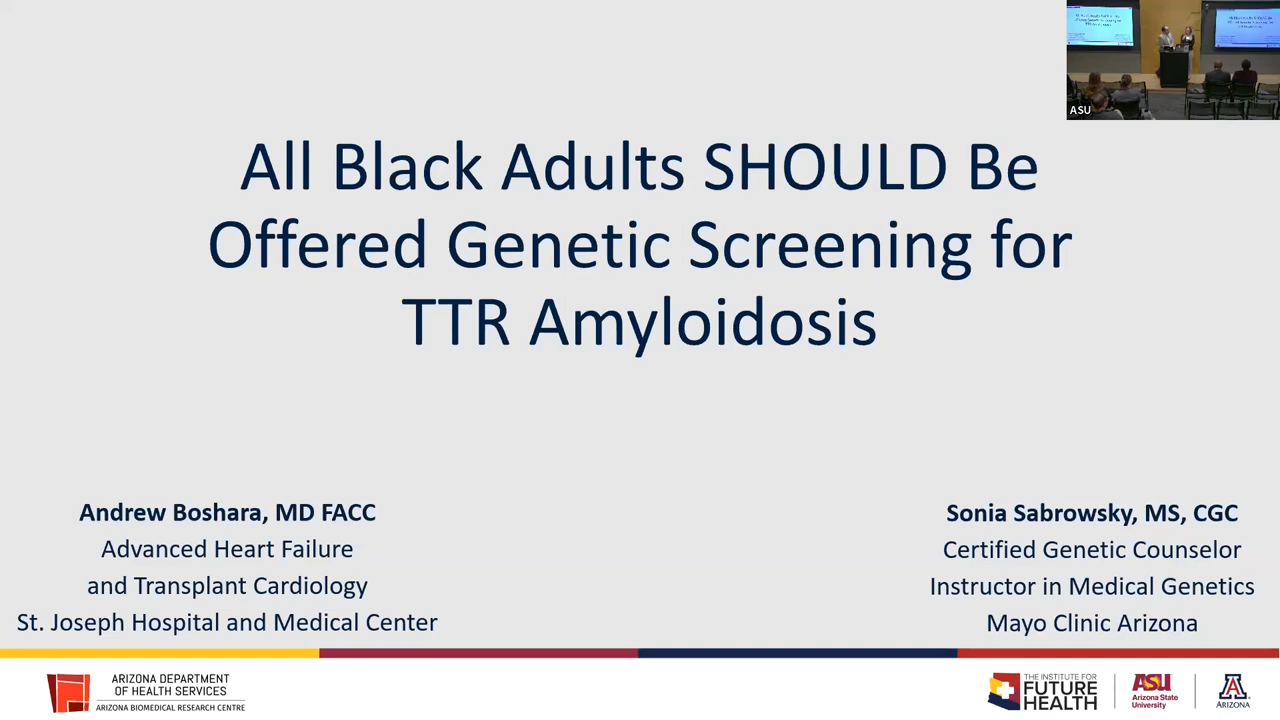 All Black Adults SHOULD Be
Offered Genetic Screening for
TTR Amyloidosis
ASU
Andrew Boshara, MD FACC
Advanced Heart Failure
and Transplant Cardiology
St. Joseph Hospital and Medical Center
Sonia Sabrowsky, MS, CGC
Certified Genetic Counselor
Instructor in Medical Genetics
Mayo Clinic Arizona
ARIZONA DEPARTMENT
OF HEALTH SERVICES
ARIZONA BIOMEDICAL RESEARCH CENTRE
THE INSTITUTE FOR
FUTURE
HEALTH
ASU
Arizona State
University
A
ARIZONA